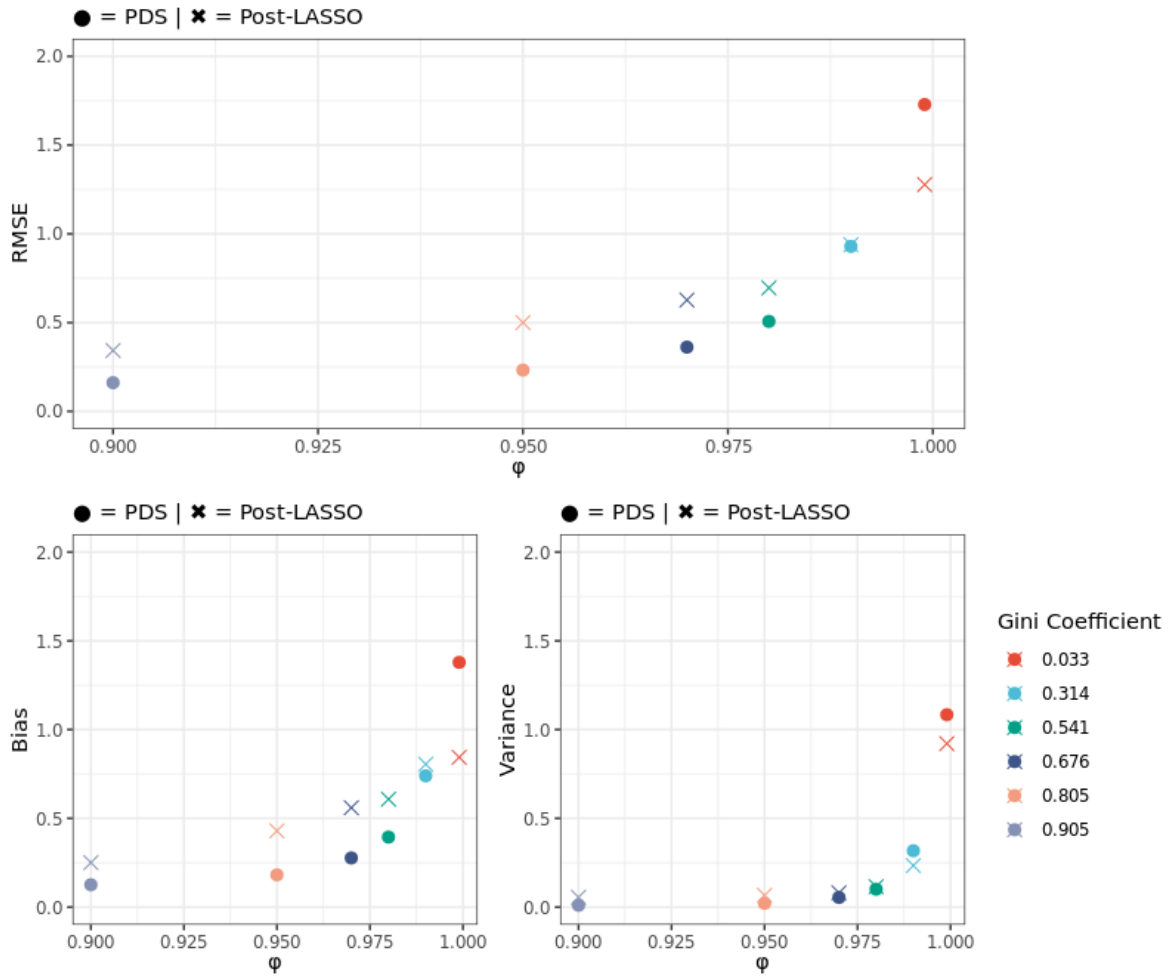 ● = PDS | ✖ = Post-LASSO
2.0
1.5
1.0
0.5
0.0
RMSE
0.900 0.925 0.950 0.975 1.000
φ
● = PDS | ✖ = Post-LASSO
2.0
1.5
1.0
0.5
0.0
Bias
0.900 0.925 0.950 0.975 1.000
φ
● = PDS | ✖ = Post-LASSO
2.0
1.5
1.0
0.5
0.0
Variance
0.900 0.925 0.950 0.975 1.000
φ
Gini Coefficient
0.033
0.314
0.541
0.676
0.805
0.905